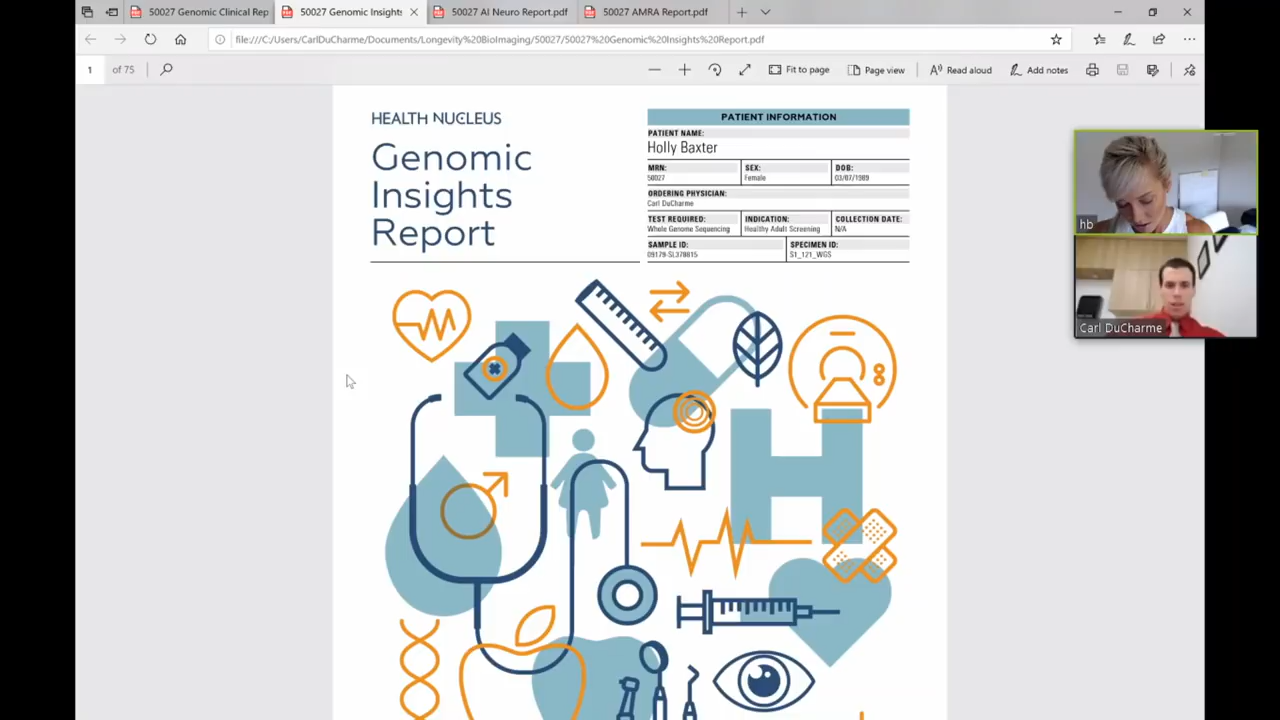 50027 Genomic Clinical Rep
50027 Genomic Insights
50027 AI Neuro Report.pdf
50027 AMRA Report.pdf
file:///C:/Users/CarlDuCharme/Documents/Longevity%20BioImaging/50027/50027%20Genomic%20Insights%20Report.pdf
1 of 75
Fit to page
Page view
Read aloud
Add notes
HEALTH NUCLEUS
Genomic
Insights
Report
PATIENT INFORMATION
PATIENT NAME:
Holly Baxter
MRN: SEX: DOB:
50027 Female 03/07/1989
ORDERING PHYSICIAN:
Carl DuCharme
TEST REQUIRED: INDICATION: COLLECTION DATE:
Whole Genome Sequencing Healthy Adult Screening N/A
SAMPLE ID: SPECIMEN ID:
09179-SL378815 S1_121_WGS
H
hb
Carl DuCharme